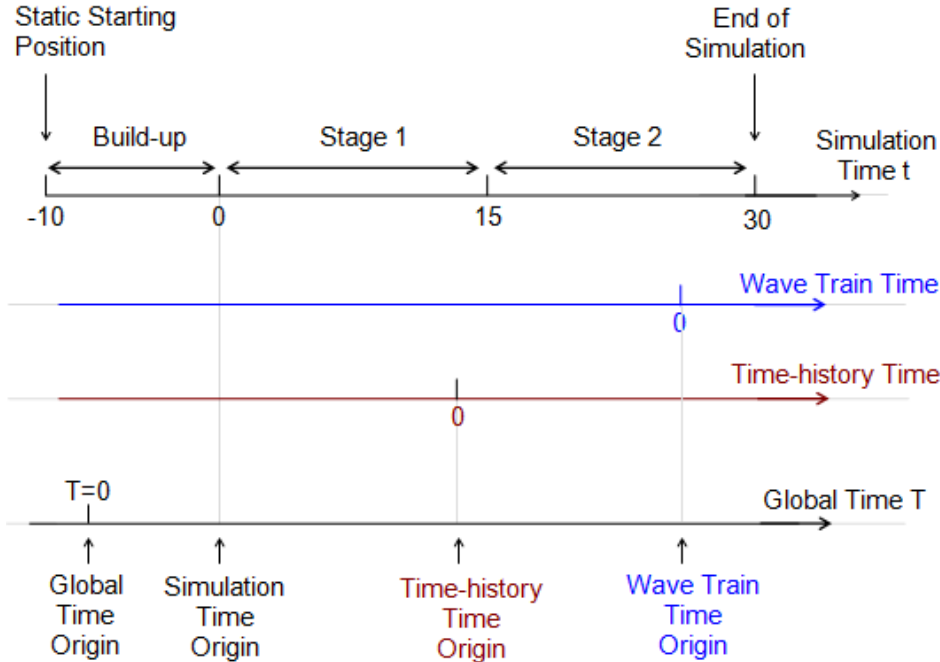 Static Starting
Position
End of
Simulation
Build-up
Stage 1
Stage 2
Simulation
Time t
-10
0
15
30
Wave Train Time
0
Time-history Time
0
T=0
Global Time T
Global
Time
Origin
Simulation
Time
Origin
Time-history
Time
Origin
Wave Train
Time
Origin